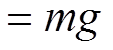 = mg